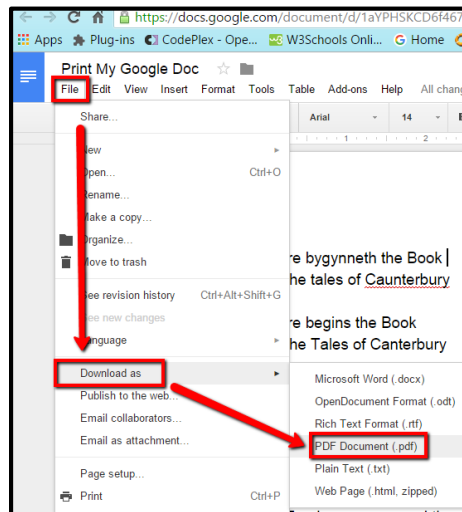 https://docs.google.com/document/d/1aYPHSKCD6f467
Apps Plug-ins CodePlex - Ope... W3Schools Onli... G Home
Print My Google Doc
File Edit View Insert Format Tools Table Add-ons Help All chan
Share...
Arial 14
New
1 2
Open... Ctrl+O
Rename...
Make a copy...
Organize...
re bygynneth the Book
Move to trash
he tales of Caunterbury
See revision history Ctrl+Alt+Shift+G
See new changes
re begins the Book
Language
he Tales of Canterbury
Download as
Microsoft Word (.docx)
Publish to the web...
OpenDocument Format (.odt)
Email collaborators...
Rich Text Format (.rtf)
Email as attachment...
PDF Document (.pdf)
Plain Text (.txt)
Page setup...
Web Page (.html, zipped)
Print Ctrl+P